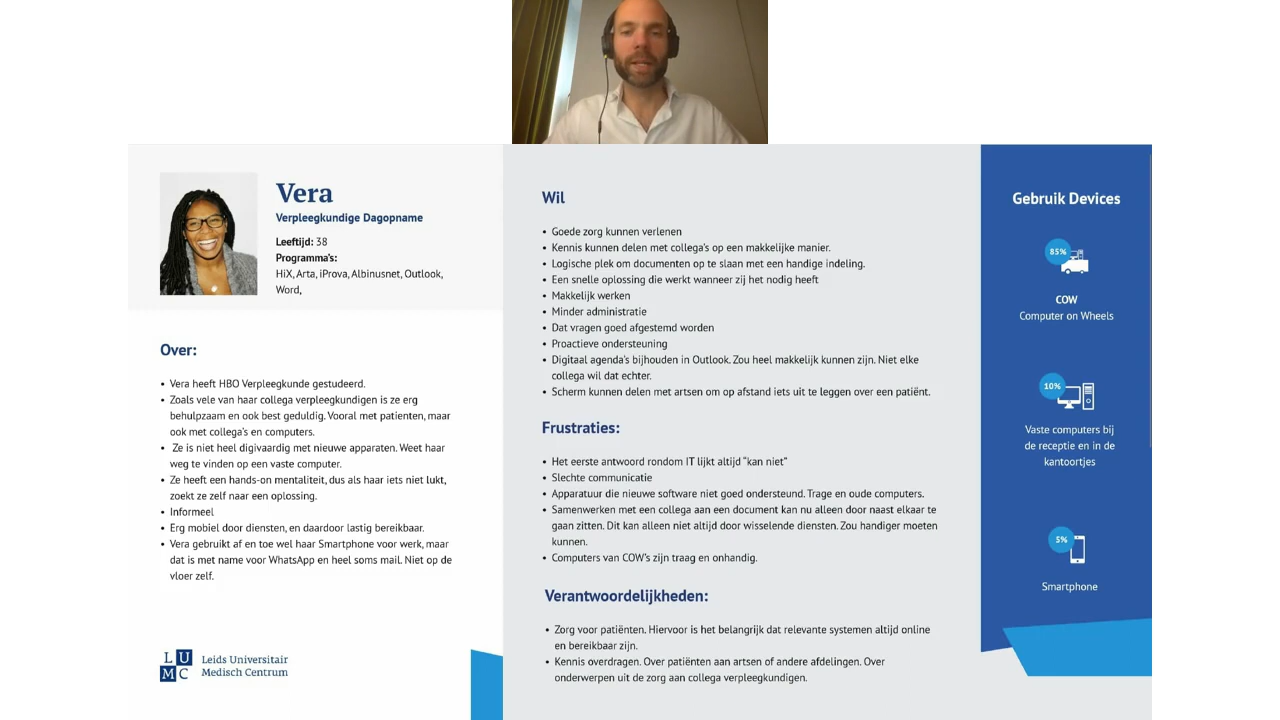 Vera
Verpleegkundige Dagopname
Leeftijd: 38
Programma's:
HiX, Arta, iProva, Albinusnet, Outlook,
Word,
Over:
• Vera heeft HBO Verpleegkunde gestudeerd.
• Zoals vele van haar collega verpleegkundigen is ze erg
behulpzaam en ook best geduldig. Vooral met patienten, maar
ook met collega's en computers.
• Ze is niet heel digivaardig met nieuwe apparaten. Weet haar
weg te vinden op een vaste computer.
• Ze heeft een hands-on mentaliteit, dus als haar iets niet lukt,
zoekt ze zelf naar een oplossing.
• Informeel
• Erg mobiel door diensten, en daardoor lastig bereikbaar.
• Vera gebruikt af en toe wel haar Smartphone voor werk, maar
dat is met name voor WhatsApp en heel soms mail. Niet op de
vloer zelf.
LUMC
Leids Universitair
Medisch Centrum
Wil
• Goede zorg kunnen verlenen
• Kennis kunnen delen met collega's op een makkelijke manier.
• Logische plek om documenten op te slaan met een handige indeling.
• Een snelle oplossing die werkt wanneer zij het nodig heeft
• Makkelijk werken
• Minder administratie
• Dat vragen goed afgestemd worden
• Proactieve ondersteuning
• Digitaal agenda's bijhouden in Outlook. Zou heel makkelijk kunnen zijn. Niet elke
collega wil dat echter.
• Scherm kunnen delen met artsen om op afstand iets uit te leggen over een patiënt.
Frustraties:
• Het eerste antwoord rondom IT lijkt altijd “kan niet”
• Slechte communicatie
• Apparatuur die nieuwe software niet goed ondersteund. Trage en oude computers.
• Samenwerken met een collega aan een document kan nu alleen door naast elkaar te
gaan zitten. Dit kan alleen niet altijd door wisselende diensten. Zou handiger moeten
kunnen.
• Computers van COW's zijn traag en onhandig.
Verantwoordelijkheden:
• Zorg voor patiënten. Hiervoor is het belangrijk dat relevante systemen altijd online
en bereikbaar zijn.
• Kennis overdragen. Over patiënten aan artsen of andere afdelingen. Over
onderwerpen uit de zorg aan collega verpleegkundigen.
Gebruik Devices
85%
COW
Computer on Wheels
10%
Vaste computers bij
de receptie en in de
kantoortjes
5%
Smartphone